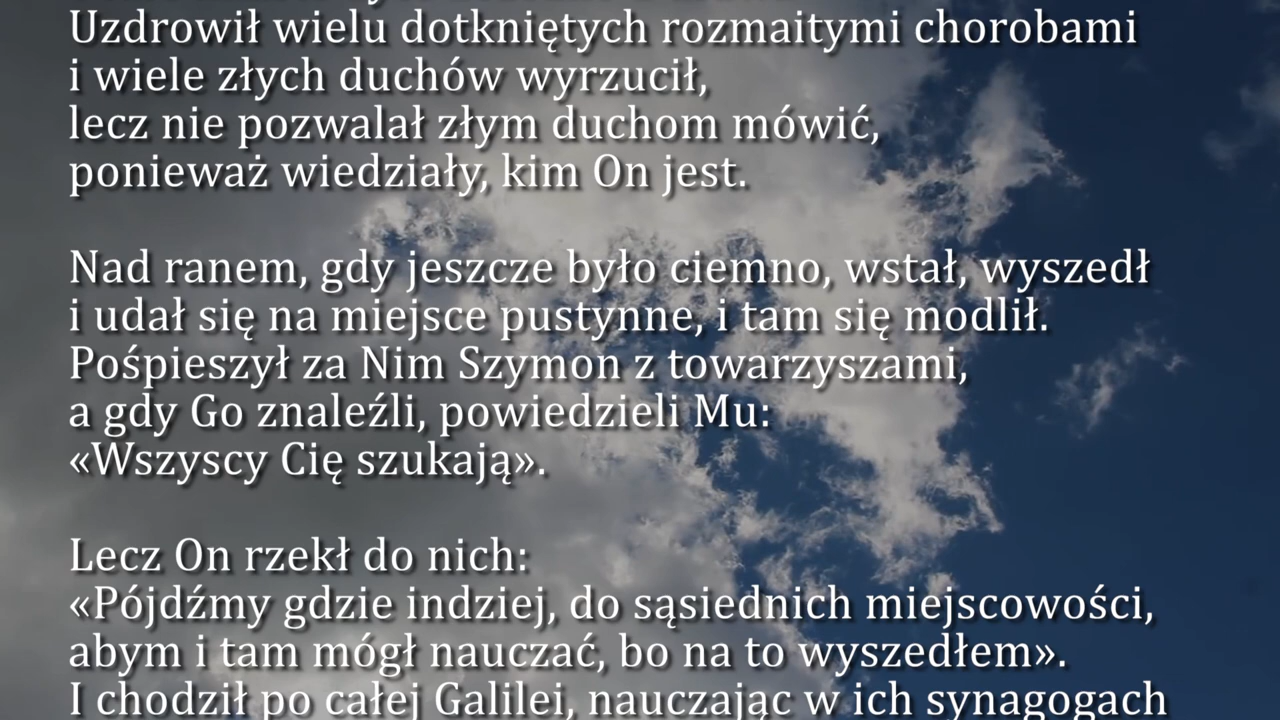 Uzdrowił wielu dotkniętych rozmaitymi chorobami
i wiele złych duchów wyrzucił,
lecz nie pozwalał złym duchom mówić,
ponieważ wiedziały, kim On jest.
Nad ranem, gdy jeszcze było ciemno, wstał, wyszedł
i udał się na miejsce pustynne, i tam się modlił.
Pośpieszył za Nim Szymon z towarzyszami,
a gdy Go znaleźli, powiedzieli Mu:
«Wszyscy Cię szukają».
Lecz On rzekł do nich:
«Pójdźmy gdzie indziej, do sąsiednich miejscowości,
abym i tam mógł nauczać, bo na to wyszedłem».
I chodził po całej Galilei, nauczając w ich synagogach